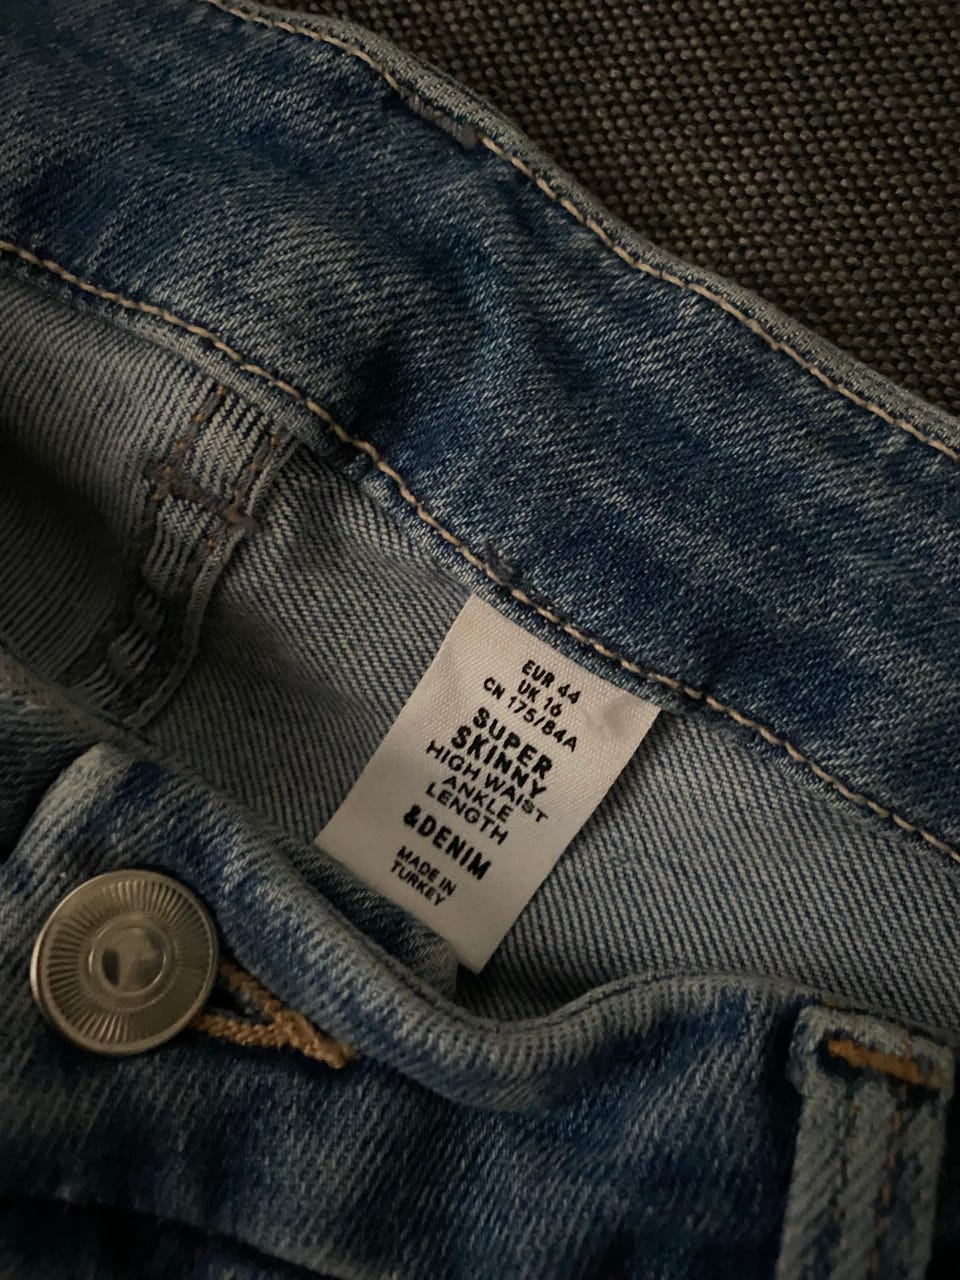 EUR 44
UK 16
CN 175/84A
SUPER
SKINNY
HIGH WAIST
ANKLE
LENGTH
&DENIM
MADE IN
TURKEY